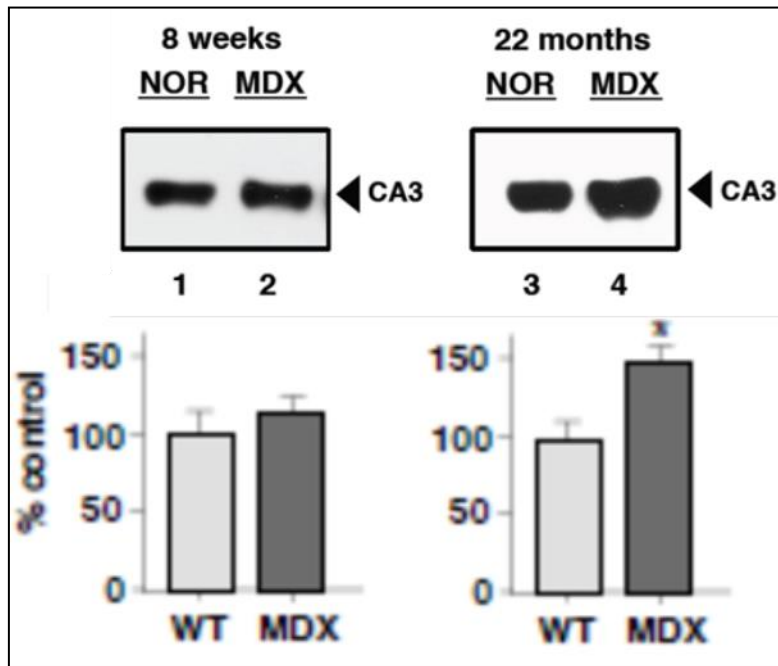 8 weeks
NOR MDX
CA3
1 2
22 months
NOR MDX
CA3
3 4
% control
150
100
50
0
WT MDX
150
100
50
0
x
WT MDX